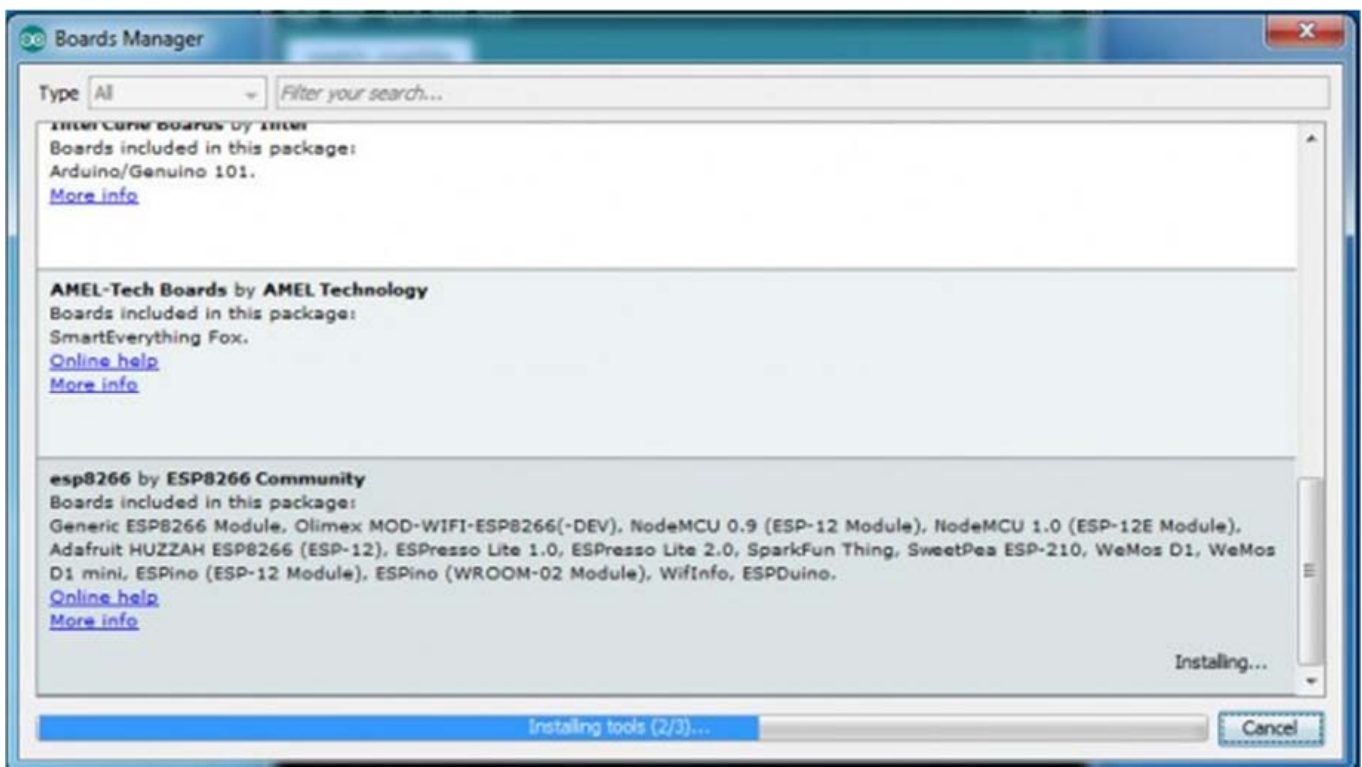 Boards Manager
Type All Filter your search...
Intel Curie Boards by Intel
Boards included in this package:
Arduino/Genuino 101.
More info
AMEL-Tech Boards by AMEL Technology
Boards included in this package:
SmartEverything Fox.
Online help
More info
esp8266 by ESP8266 Community
Boards included in this package:
Generic ESP8266 Module, Olimex MOD-WIFI-ESP8266(-DEV), NodeMCU 0.9 (ESP-12 Module), NodeMCU 1.0 (ESP-12E Module),
Adafruit HUZZAH ESP8266 (ESP-12), ESPresso Lite 1.0, ESPresso Lite 2.0, SparkFun Thing, SweetPea ESP-210, WeMos D1, WeMos
D1 mini, ESPino (ESP-12 Module), ESPino (WROOM-02 Module), WifInfo, ESPDuino.
Online help
More info
Installing...
Installing tools (2/3)...
Cancel